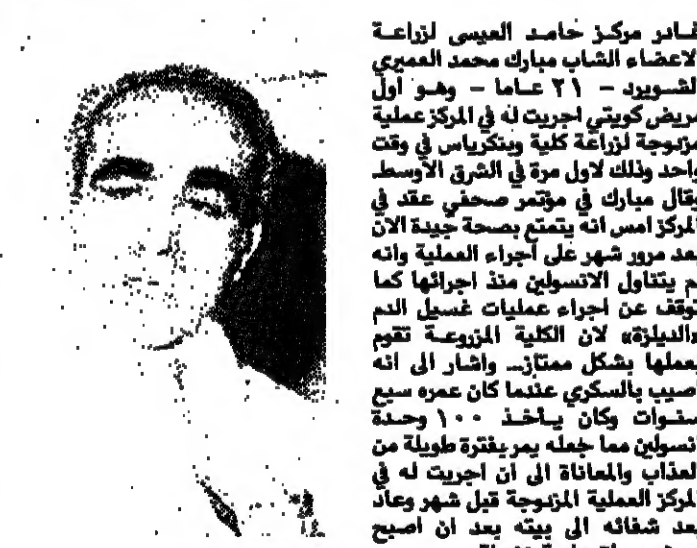 غادر مركز حامد العيسى لزراعة
الاعضاء الشاب مبارك محمد العميري
لشويرد – ٢١ عاما – وهو اول
مريض كويتي اجريت له في المركز عملية
مزدوجة لزراعة كلية وبنكرياس في وقت
واحد وذلك لاول مرة في الشرق الأوسط.
وقال مبارك في مؤتمر صحفي عقد في
المركز امس انه يتمتع بصحة جيدة الان
بعد مرور شهر على اجراء العملية وانه
لم يتناول الانسولين منذ اجرائها كما
توقف عن اجراء عمليات غسيل الدم
«الديلزة» لان الكلية المزروعة تقوم
بعملها بشكل ممتاز.. واشار الى انه
اصيب بالسكري عندما كان عمره سبع
سنوات وكان يأخذ ١٠٠ وحدة
انسولين مما جعله يمر بفترة طويلة من
العذاب والمعاناة الى ان اجريت له في
المركز العملية المزدوجة قبل شهر وعاد
بعد شفائه الى بيته بعد ان اصبح